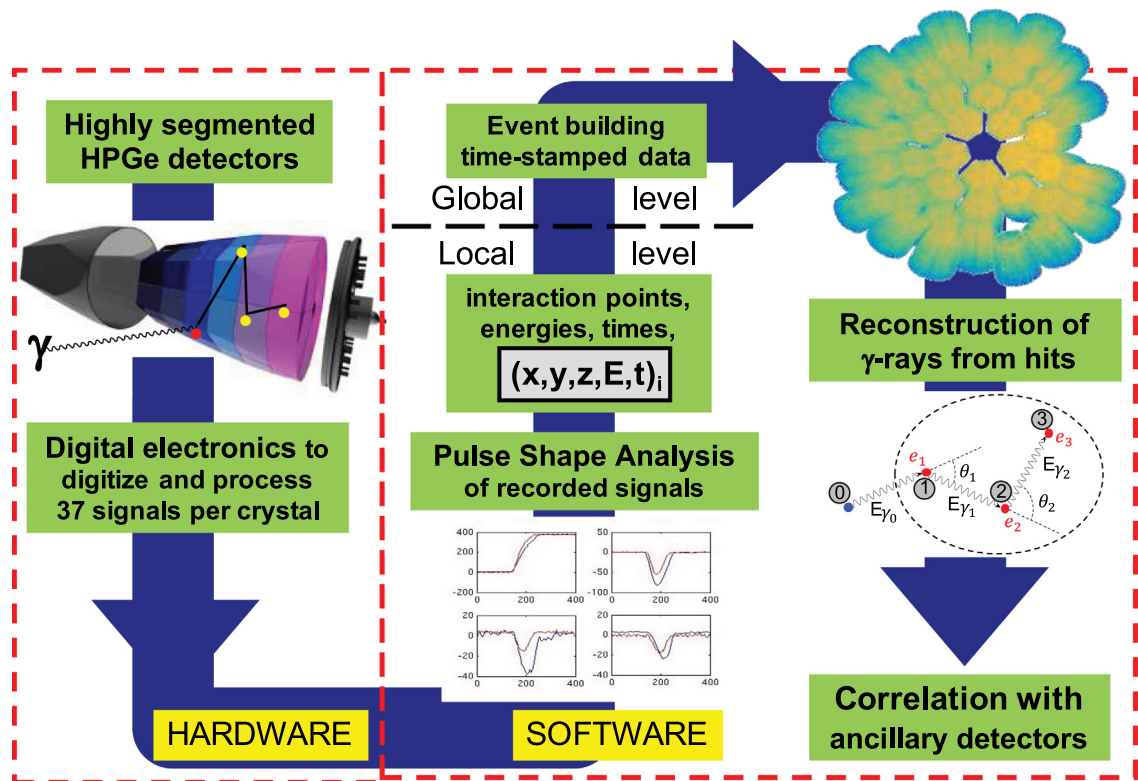 Highly segmented
HPGe detectors
γ
Digital electronics to
digitize and process
37 signals per crystal
HARDWARE
Event building
time-stamped data
Global level
Local level
interaction points,
energies, times,
(x,y,z,E,t)i
Pulse Shape Analysis
of recorded signals
400
200
0
-200
0 200 400
50
0
-50
-100
0 200 400
20
0
-20
-40
0 200 400
20
0
-20
-40
0 200 400
SOFTWARE
Reconstruction of
γ-rays from hits
0
Eγ0
e1
1
θ1
Eγ1
2
e2
θ2
Eγ2
3
e3
Correlation with
ancillary detectors